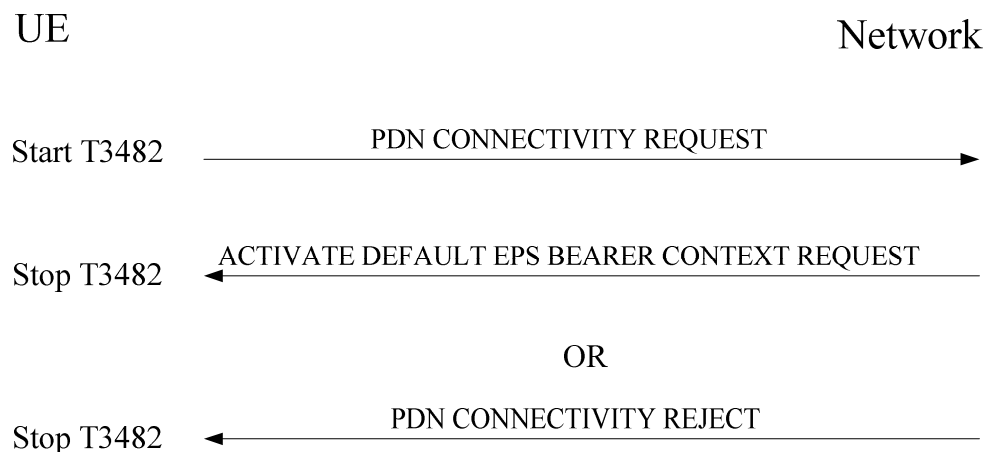 UE
Network
Start T3482
PDN CONNECTIVITY REQUEST
ACTIVATE DEFAULT EPS BEARER CONTEXT REQUEST
Stop T3482
OR
PDN CONNECTIVITY REJECT
Stop T3482